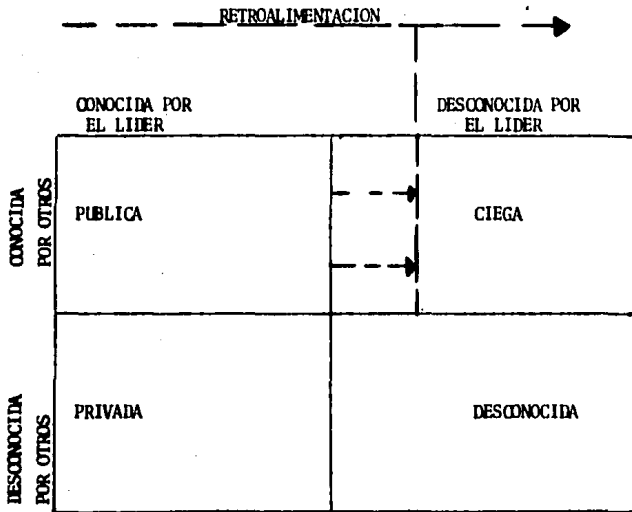 RETROALIMENTACION
CONOCIDA POR
EL LIDER
DESCONOCIDA POR
EL LIDER
CONOCIDA
POR OTROS
PUBLICA
CIEGA
DESCONOCIDA
POR OTROS
PRIVADA
DESCONOCIDA